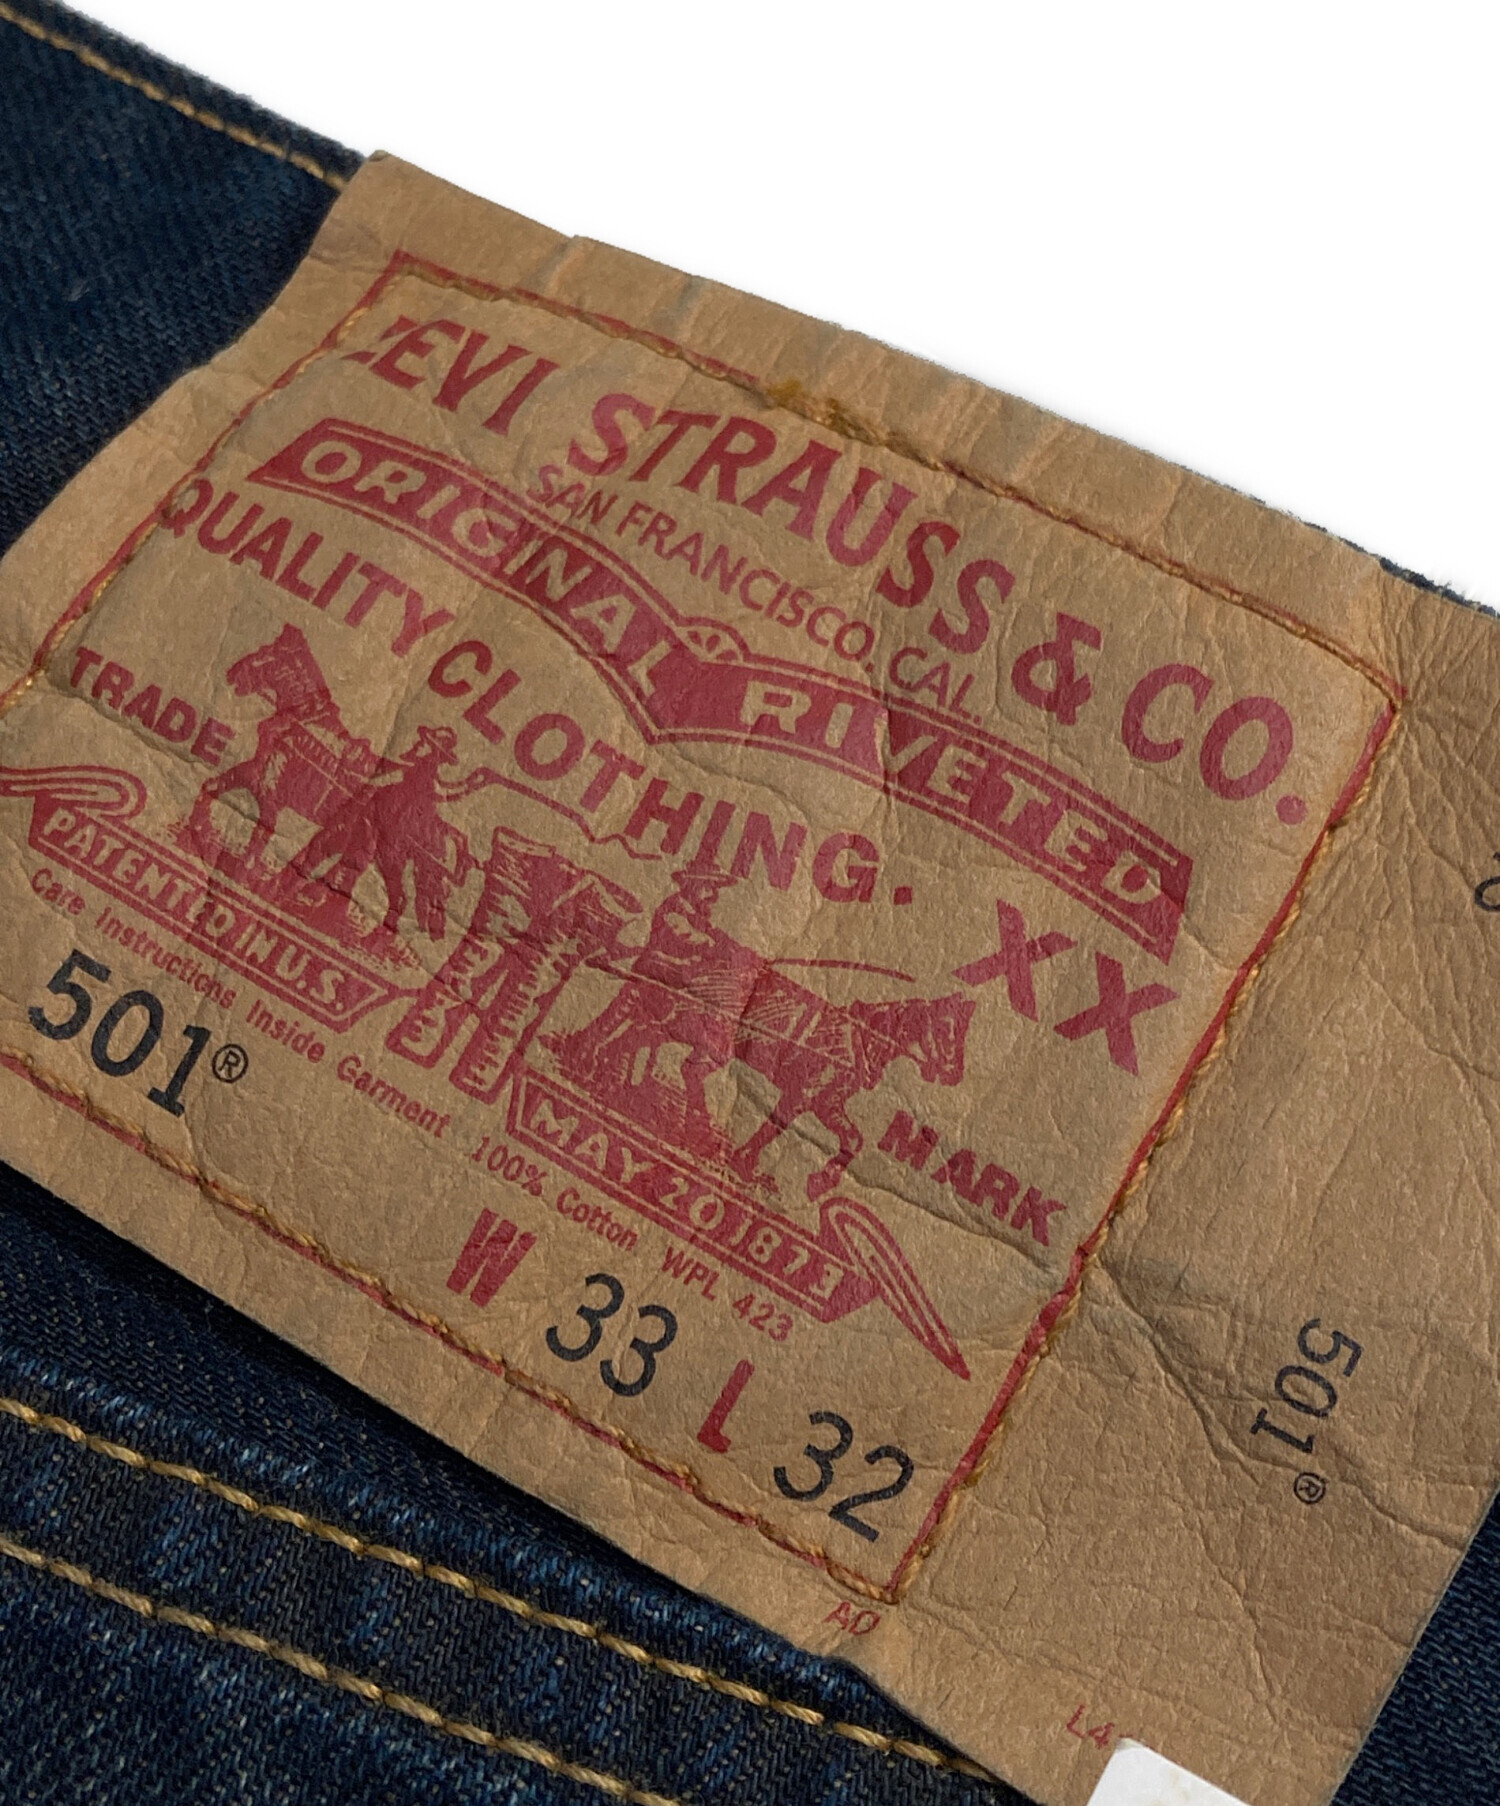 LEVI STRAUSS & CO.
SAN FRANCISCO, CAL.
ORIGINAL RIVETED
QUALITY CLOTHING.
XX
TRADE MARK
PATENTED IN U.S.
MAY 20 1873
Care Instructions Inside Garment 100% Cotton WPL 423
501®
W 33 L 32
501®
AD